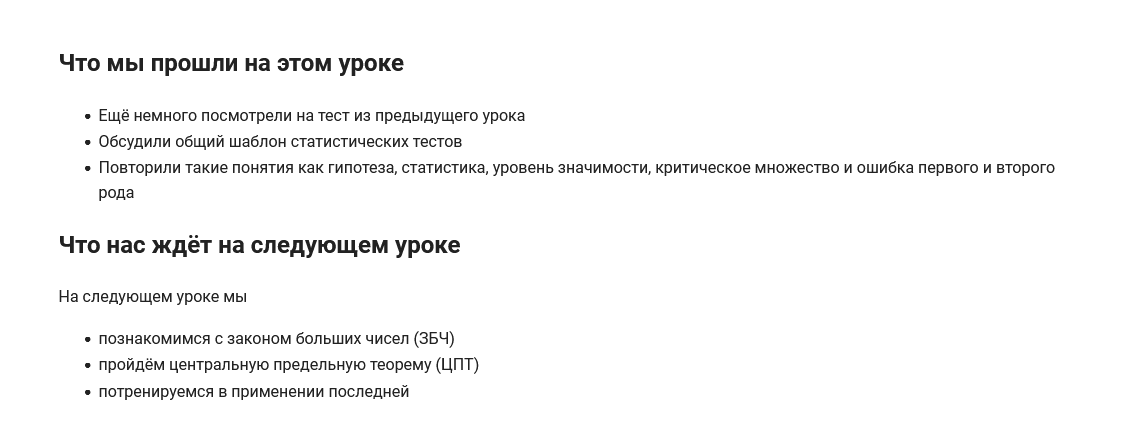 Что мы прошли на этом уроке
• Ещё немного посмотрели на тест из предыдущего урока
• Обсудили общий шаблон статистических тестов
• Повторили такие понятия как гипотеза, статистика, уровень значимости, критическое множество и ошибка первого и второго
рода
Что нас ждёт на следующем уроке
На следующем уроке мы
• познакомимся с законом больших чисел (ЗБЧ)
• пройдём центральную предельную теорему (ЦПТ)
• потренируемся в применении последней